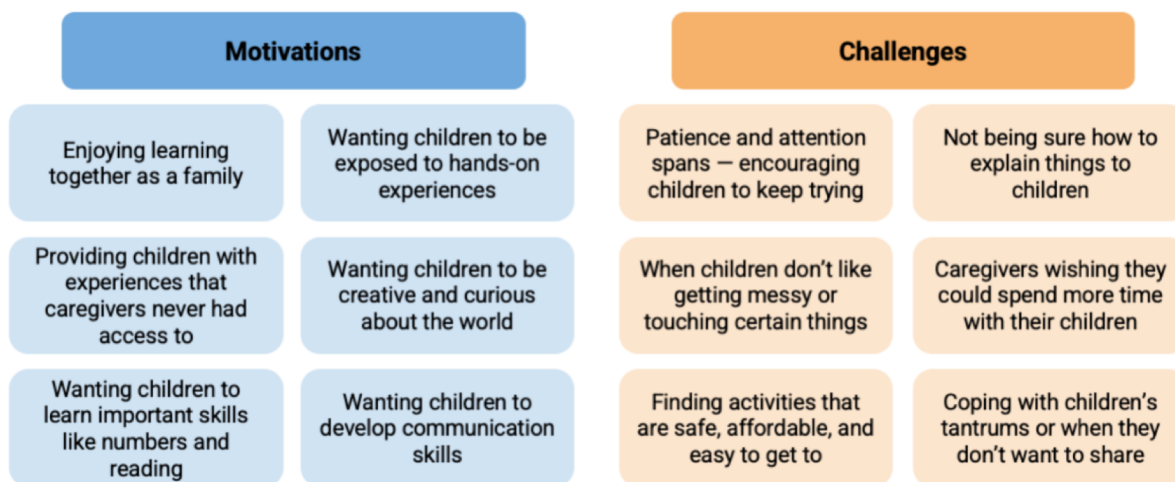 Motivations
Challenges
Enjoying learning
together as a family
Wanting children to be
exposed to hands-on
experiences
Patience and attention
spans — encouraging
children to keep trying
Not being sure how to
explain things to
children
Providing children with
experiences that
caregivers never had
access to
Wanting children to be
creative and curious
about the world
When children don’t like
getting messy or
touching certain things
Caregivers wishing they
could spend more time
with their children
Wanting children to
learn important skills
like numbers and
reading
Wanting children to
develop communication
skills
Finding activities that
are safe, affordable, and
easy to get to
Coping with children’s
tantrums or when they
don’t want to share